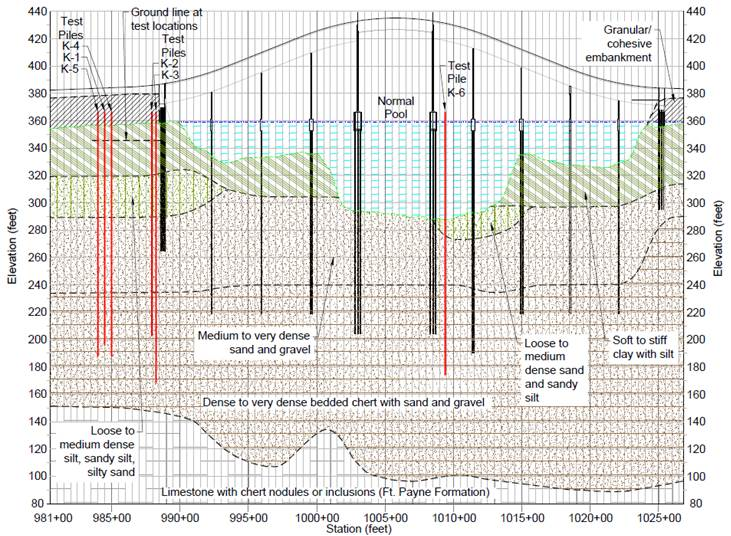 440
420
400
380
360
340
320
300
280
260
240
220
200
180
160
140
120
100
80
Elevation (feet)
Test
Piles
K-4
K-1
K-5
Ground line at
test locations
Test
Piles
K-2
K-3
Normal
Pool
Test
Pile
K-6
Granular/
cohesive
embankment
Medium to very dense
sand and gravel
Loose to
medium
dense sand
and sandy
silt
Soft to stiff
clay with silt
Dense to very dense bedded chert with sand and gravel
Loose to
medium dense
silt, sandy silt,
silty sand
Limestone with chert nodules or inclusions (Ft. Payne Formation)
440
420
400
380
360
340
320
300
280
260
240
220
200
180
160
140
120
100
80
Elevation (feet)
981+00 985+00 990+00 995+00 1000+00 1005+00 1010+00 1015+00 1020+00 1025+00
Station (feet)